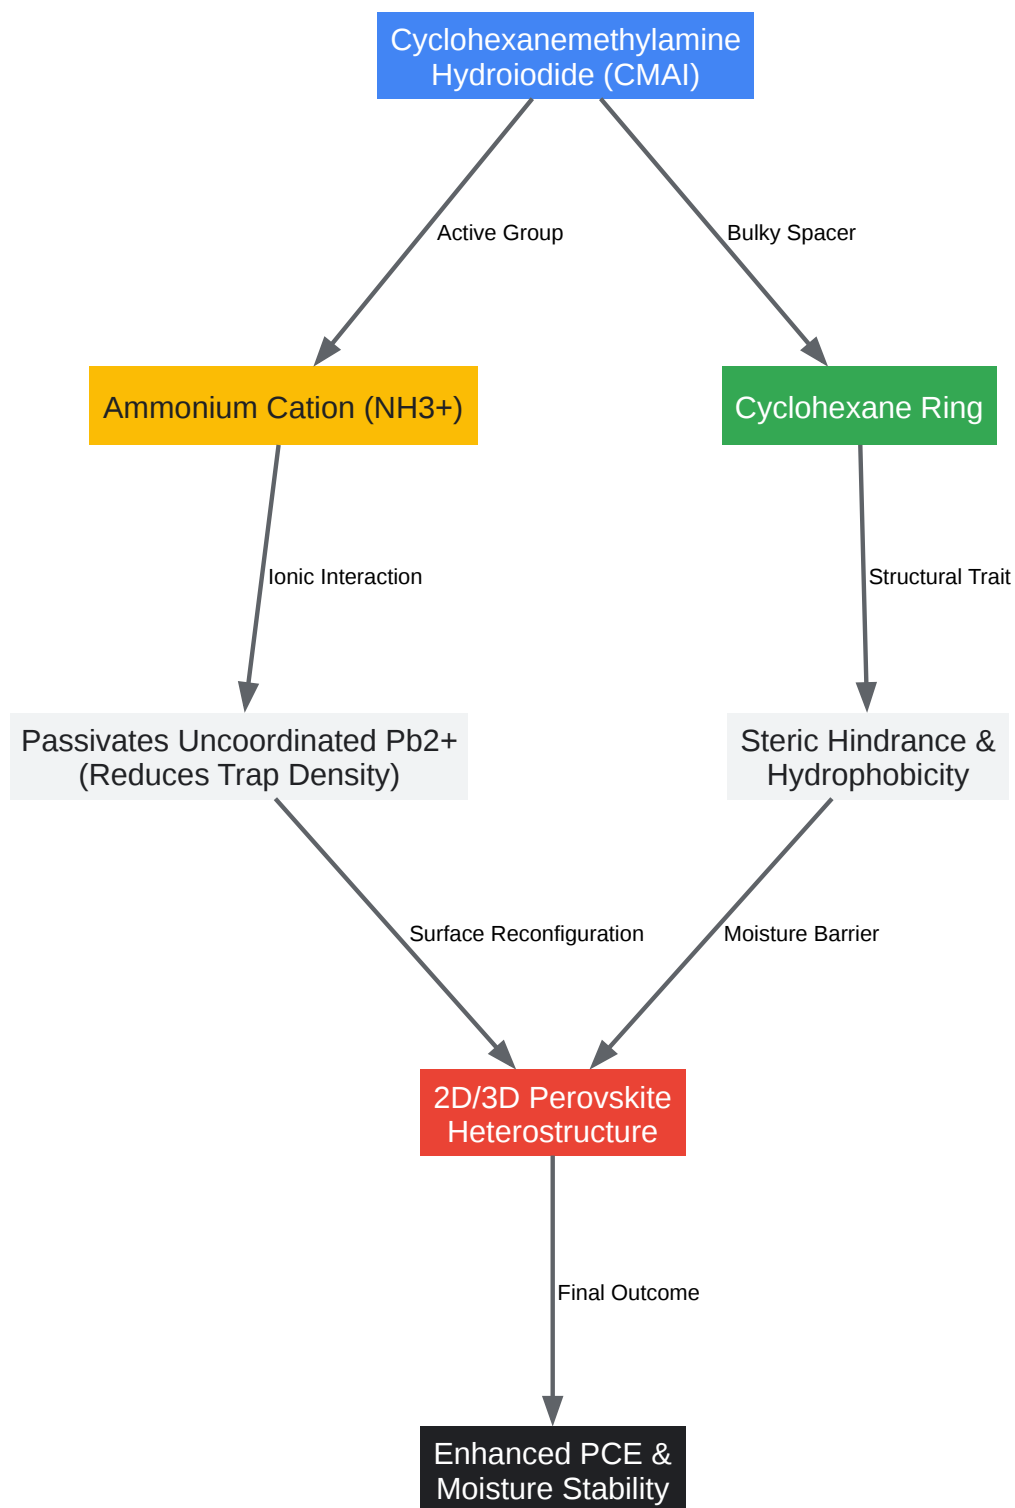 Cyclohexanemethylamine
Hydroiodide (CMAI)
Active Group
Bulky Spacer
Ammonium Cation (NH3+)
Cyclohexane Ring
Ionic Interaction
Structural Trait
Passivates Uncoordinated Pb2+
(Reduces Trap Density)
Steric Hindrance &
Hydrophobicity
Surface Reconfiguration
Moisture Barrier
2D/3D Perovskite
Heterostructure
Final Outcome
Enhanced PCE &
Moisture Stability